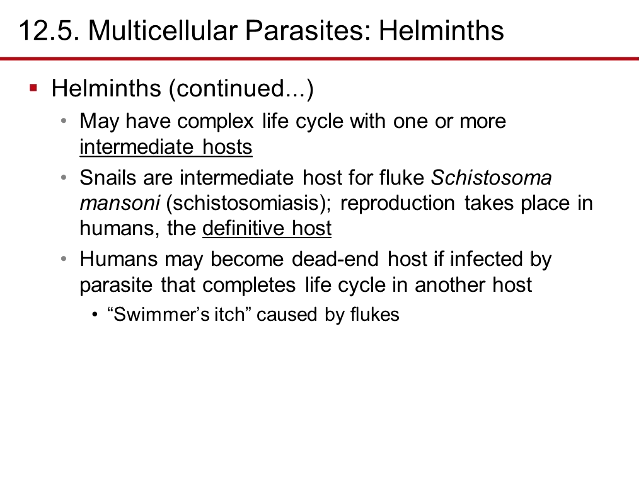 12.5. Multicellular Parasites: Helminths
▪ Helminths (continued...)
• May have complex life cycle with one or more
intermediate hosts
• Snails are intermediate host for fluke Schistosoma
mansoni (schistosomiasis); reproduction takes place in
humans, the definitive host
• Humans may become dead-end host if infected by
parasite that completes life cycle in another host
• “Swimmer’s itch” caused by flukes